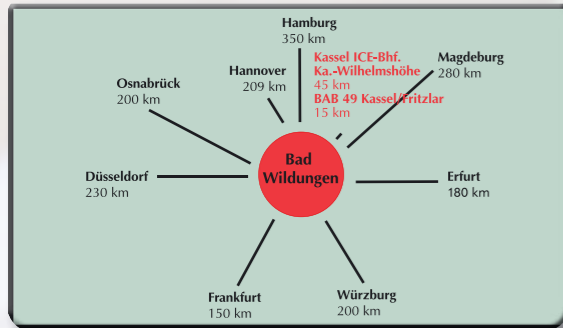 Hamburg
350 km
Kassel ICE-Bhf.
Ka.-Wilhelmshöhe
45 km
BAB 49 Kassel/Fritzlar
15 km
Magdeburg
280 km
Hannover
209 km
Osnabrück
200 km
Bad
Wildungen
Düsseldorf
230 km
Erfurt
180 km
Frankfurt
150 km
Würzburg
200 km